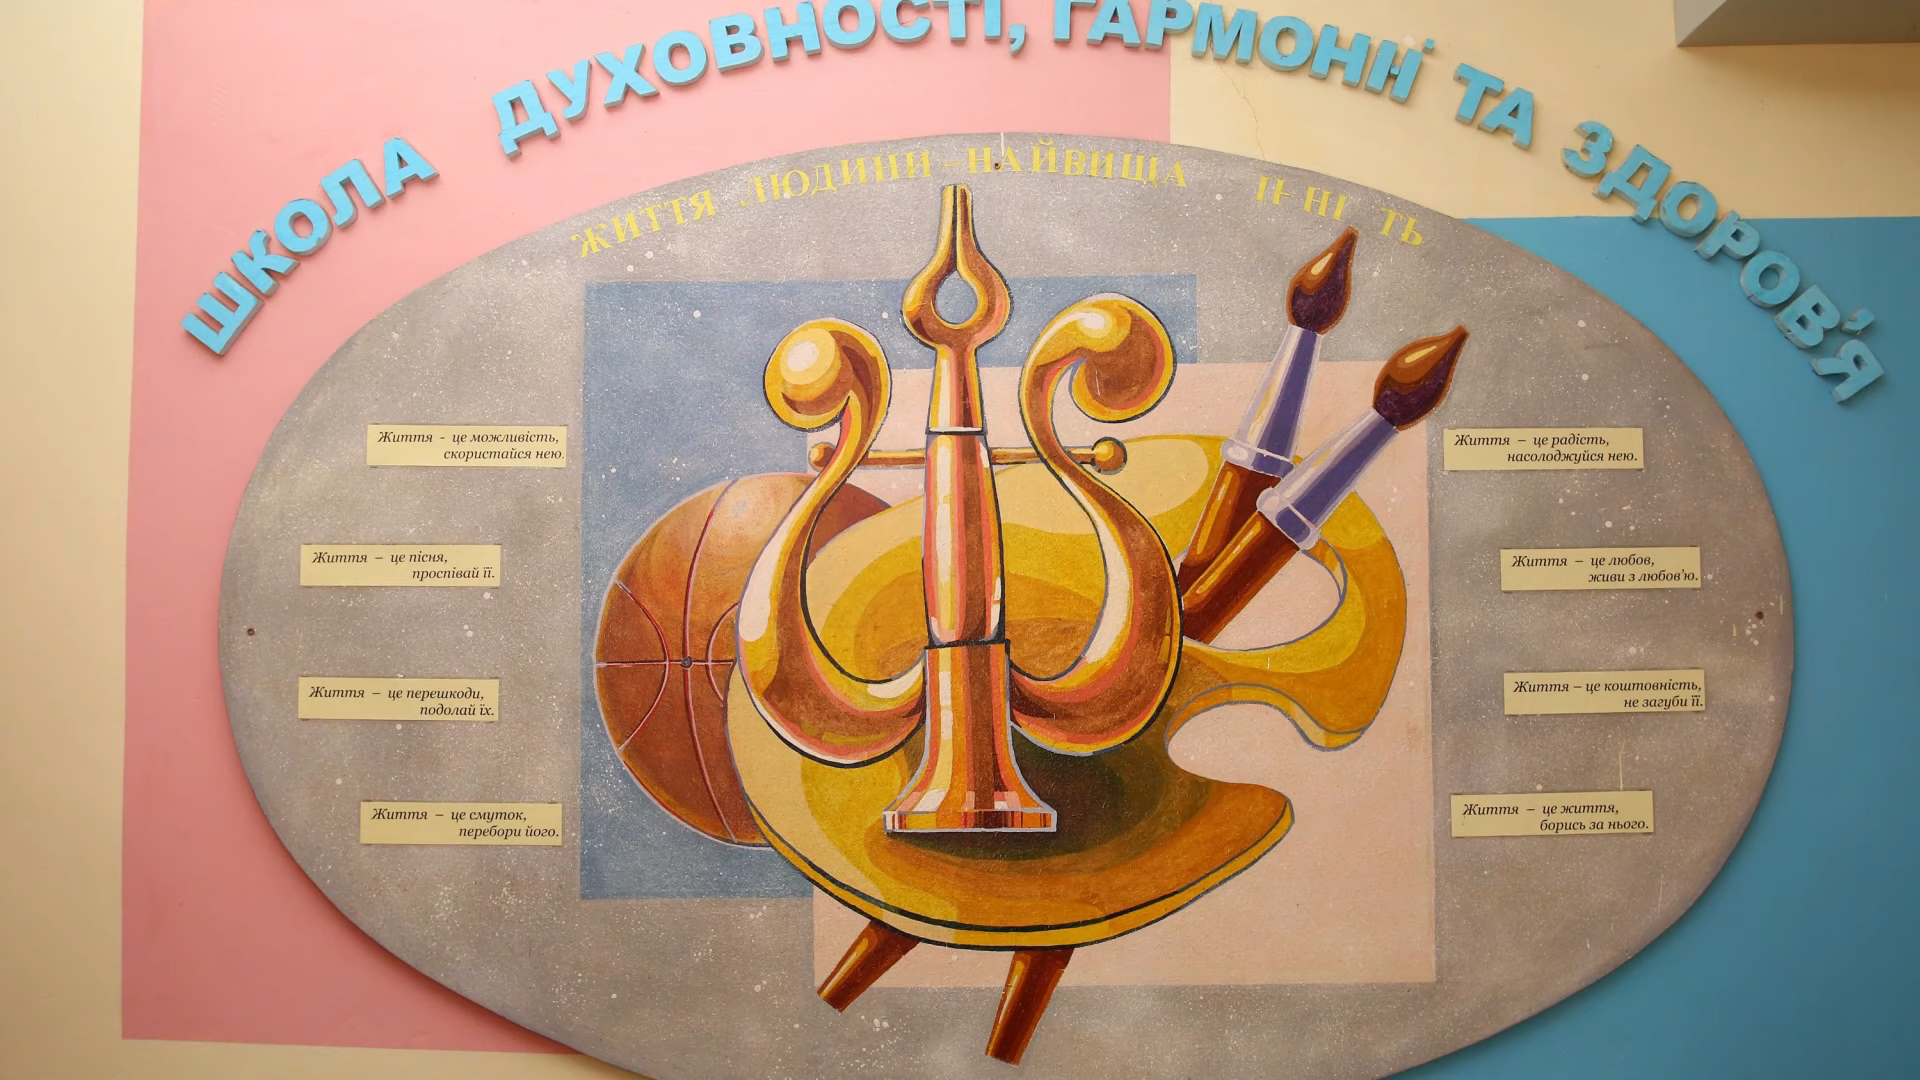 ШКОЛА ДУХОВНОСТІ, ГАРМОНІЇ ТА ЗДОРОВ'Я
ЖИТТЯ ЛЮДИНИ – НАЙВИЩА
Життя - це можливість,
скористайся нею.
Життя – це пісня,
проспівай її.
Життя – це перешкоди,
подолай їх.
Життя – це смуток,
перебори його.
Життя – це радість,
насолоджуйся нею.
Життя – це любов,
живи з любов'ю.
Життя – це коштовність,
не загуби її.
Життя – це життя,
борись за нього.